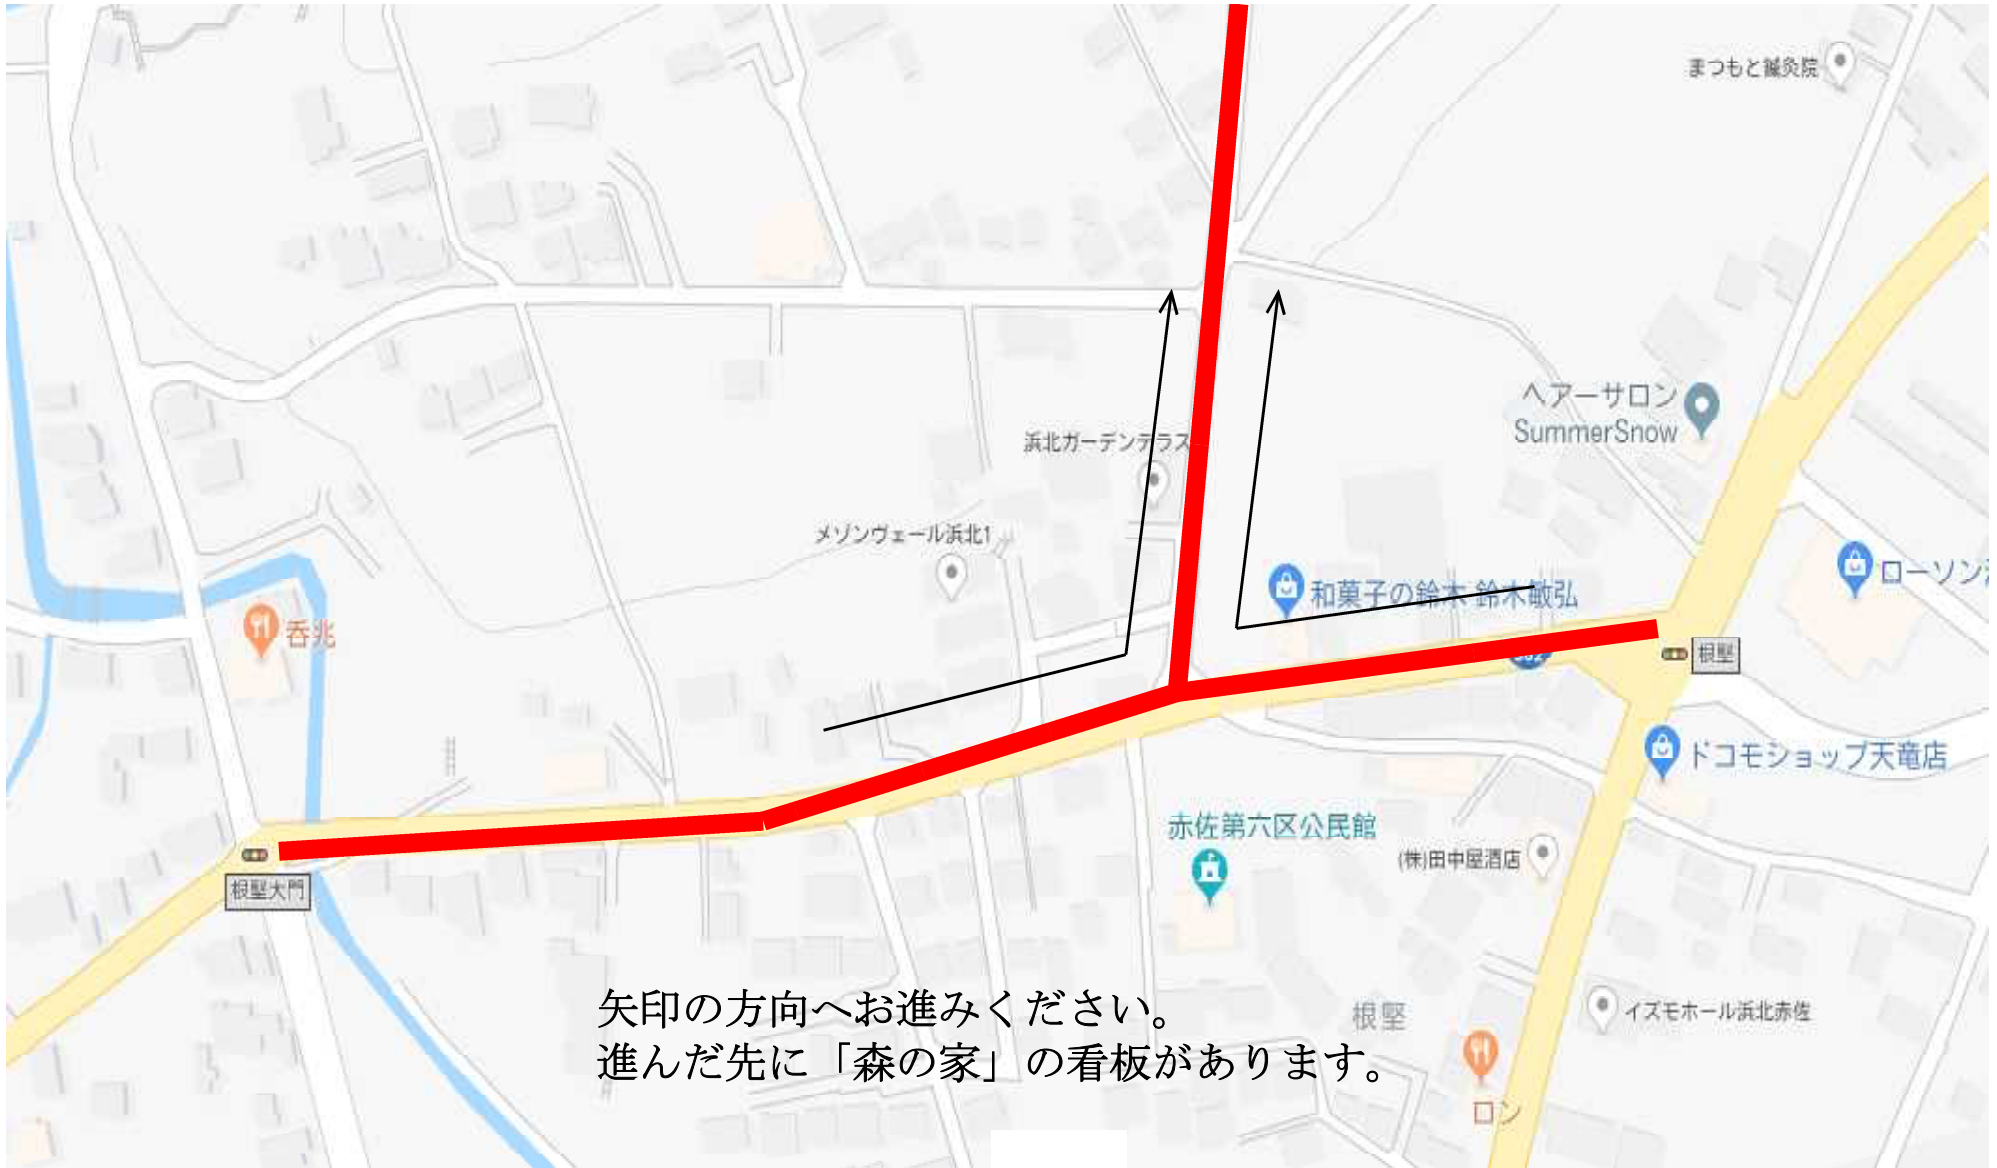 まつもと鍼灸院
ヘアーサロン
SummerSnow
浜北ガーデンテラス
メゾンヴェール浜北1
和菓子の鈴木 鈴木敏弘
ローソン
呑兆
根堅
ドコモショップ天竜店
赤佐第六区公民館
(株)田中屋酒店
根堅大門
矢印の方向へお進みください。
進んだ先に「森の家」の看板があります。
根堅
イズモホール浜北赤佐
ロン